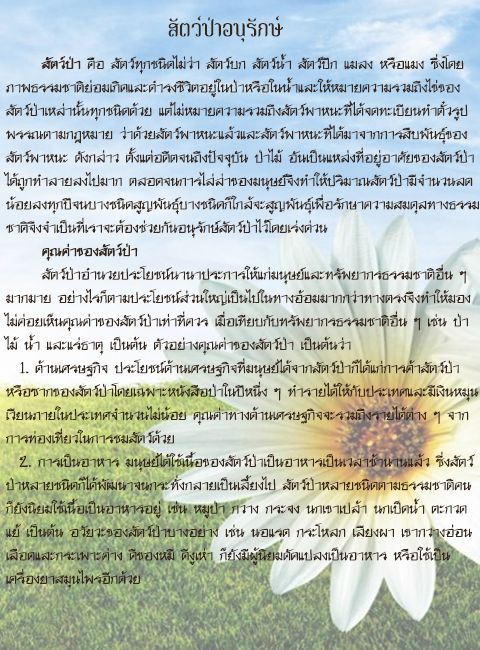 สัตว์ป่าอนุรักษ์
สัตว์ป่า คือ สัตว์ทุกชนิดไม่ว่า สัตว์บก สัตว์น้ำ สัตว์ปีก แมลง หรือแมง ซึ่งโดย
ภาพธรรมชาติย่อมเกิดและดำรงชีวิตอยู่ในป่าหรือในน้ำและให้หมายความรวมถึงไข่ของ
สัตว์ป่าเหล่านั้นทุกชนิดด้วย แต่ไม่หมายความรวมถึงสัตว์พาหนะที่ได้จดทะเบียนทำตั๋วรูป
พรรณตามกฎหมาย ว่าด้วยสัตว์พาหนะแล้วและสัตว์พาหนะที่ได้มาจากการสืบพันธุ์ของ
สัตว์พาหนะ ดังกล่าว ตั้งแต่อดีตจนถึงปัจจุบัน ป่าไม้ อันเป็นแหล่งที่อยู่อาศัยของสัตว์ป่า
ได้ถูกทำลายลงไปมาก ตลอดจนการไล่ล่าของมนุษย์จึงทำให้ปริมาณสัตว์ป่ามีจำนวนลด
น้อยลงทุกปีจนบางชนิดสูญพันธุ์บางชนิดก็ใกล้จะสูญพันธุ์เพื่อรักษาความสมดุลทางธรรม
ชาติจึงจำเป็นที่เราจะต้องช่วยกันอนุรักษ์สัตว์ป่าไว้โดยเร่งด่วน
คุณค่าของสัตว์ป่า
สัตว์ป่าอำนวยประโยชน์นานาประการให้แก่มนุษย์และทรัพยากรธรรมชาติอื่น ๆ
มากมาย อย่างไรก็ตามประโยชน์ส่วนใหญ่เป็นไปในทางอ้อมมากกว่าทางตรงจึงทำให้มอง
ไม่ค่อยเห็นคุณค่าของสัตว์ป่าเท่าที่ควร เมื่อเทียบกับทรัพยากรธรรมชาติอื่น ๆ เช่น ป่า
ไม้ น้ำ และแร่ธาตุ เป็นต้น ตัวอย่างคุณค่าของสัตว์ป่า เป็นต้นว่า
1. ด้านเศรษฐกิจ ประโยชน์ด้านเศรษฐกิจที่มนุษย์ได้จากสัตว์ป่าก็ได้แก่การค้าสัตว์ป่า
หรือซากของสัตว์ป่าโดยเฉพาะหนังสือป่าในปีหนึ่ง ๆ ทำรายได้ให้กับประเทศและมีเงินหมุน
เวียนภายในประเทศจำนวนไม่น้อย คุณค่าทางด้านเศรษฐกิจจะรวมถึงรายได้ต่าง ๆ จาก
การท่องเที่ยวในการชมสัตว์ด้วย
2. การเป็นอาหาร มนุษย์ได้ใช้เนื้อของสัตว์ป่าเป็นอาหารเป็นเวลาช้านานแล้ว ซึ่งสัตว์
ป่าหลายชนิดก็ได้พัฒนาจนกระทั่งกลายเป็นเลี้ยงไป สัตว์ป่าหลายชนิดตามธรรมชาติคน
ก็ยังนิยมใช้เนื้อเป็นอาหารอยู่ เช่น หมูป่า กวาง กระจง นกเขาเปล้า นกเป็ดน้ำ ตะกวด
แย้ เป็นต้น อวัยวะของสัตว์ป่าบางอย่าง เช่น นอแรด กระโหลก เลียงผา เขากวางอ่อน
เลือดและกระเพาะค่าง ดีของหมี ดีงูเห่า ก็ยังมีผู้นิยมดัดแปลงเป็นอาหาร หรือใช้เป็น
เครื่องยาสมุนไพรอีกด้วย